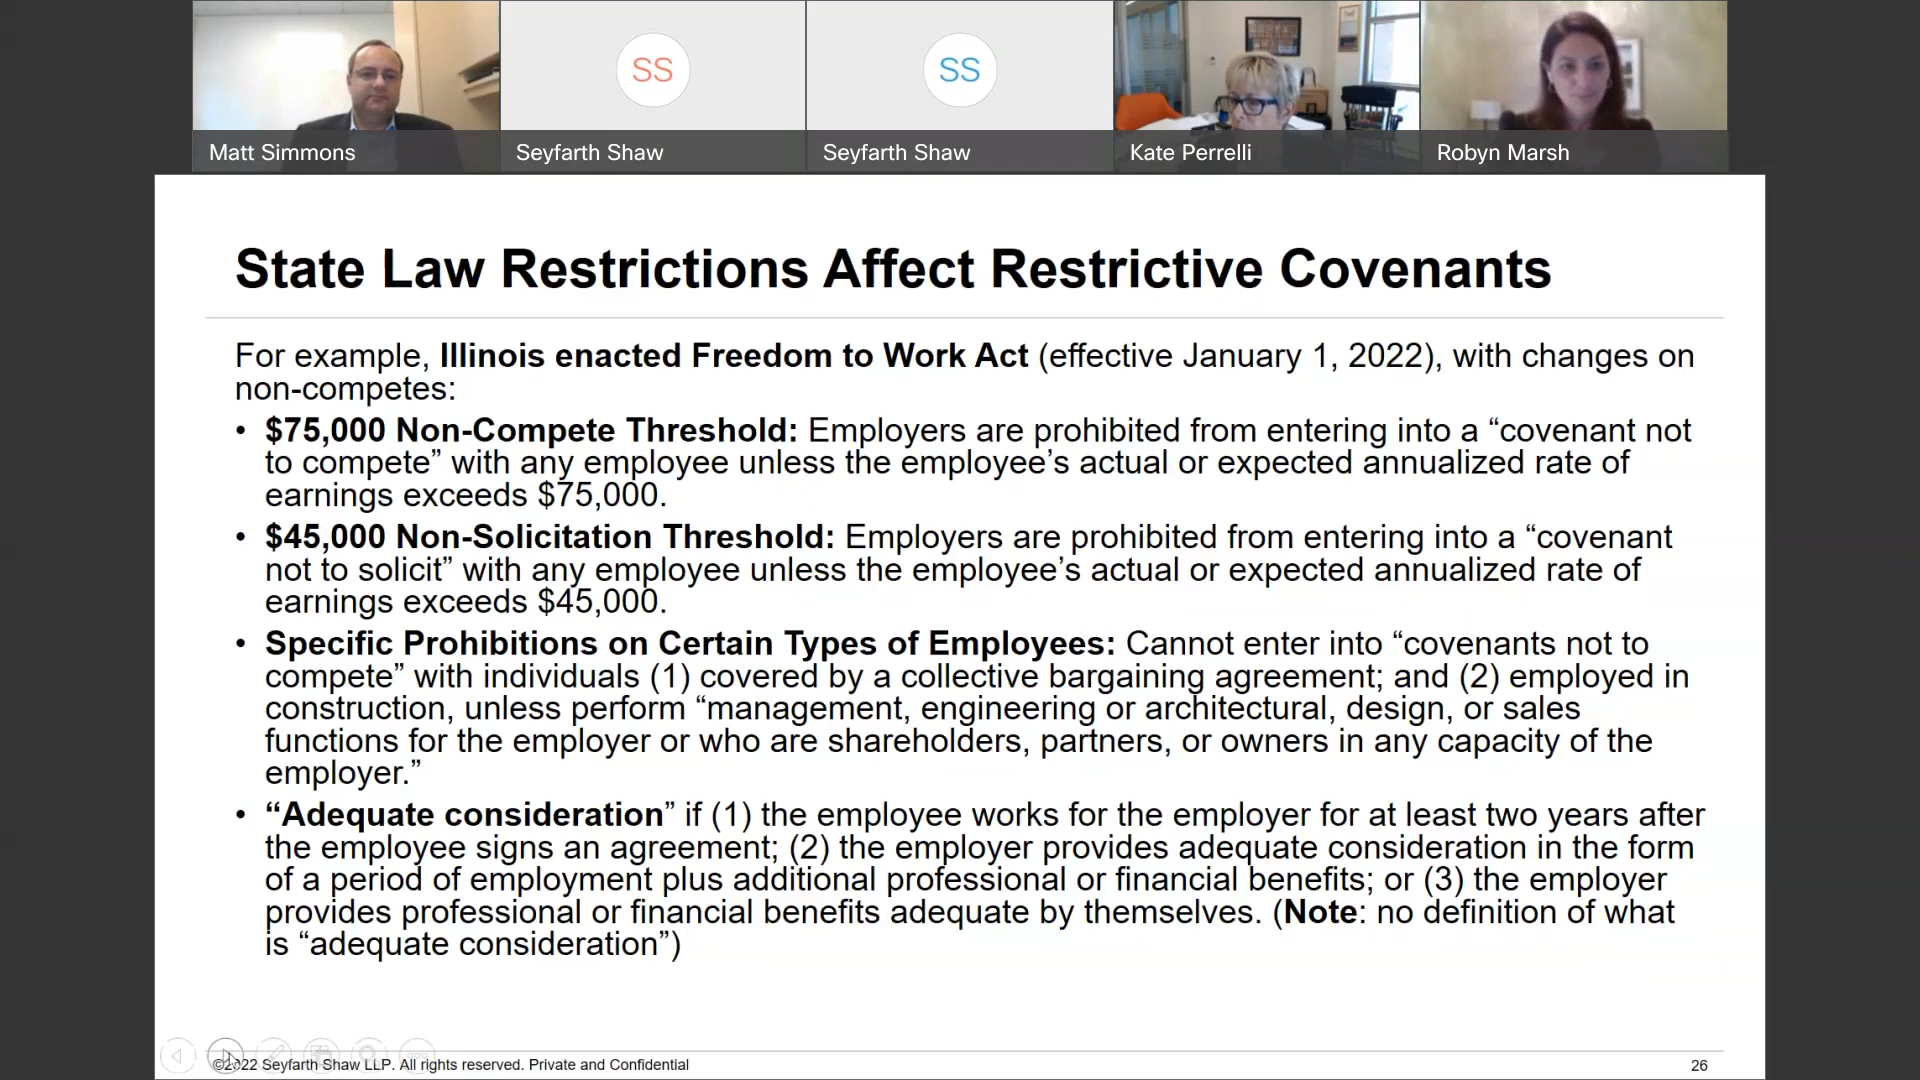 SS
SS
Matt Simmons
Seyfarth Shaw
Seyfarth Shaw
Kate Perrelli
Robyn Marsh
State Law Restrictions Affect Restrictive Covenants
For example, Illinois enacted Freedom to Work Act (effective January 1, 2022), with changes on
non-competes:
• $75,000 Non-Compete Threshold: Employers are prohibited from entering into a “covenant not
to compete” with any employee unless the employee’s actual or expected annualized rate of
earnings exceeds $75,000.
• $45,000 Non-Solicitation Threshold: Employers are prohibited from entering into a “covenant
not to solicit” with any employee unless the employee’s actual or expected annualized rate of
earnings exceeds $45,000.
• Specific Prohibitions on Certain Types of Employees: Cannot enter into “covenants not to
compete” with individuals (1) covered by a collective bargaining agreement; and (2) employed in
construction, unless perform “management, engineering or architectural, design, or sales
functions for the employer or who are shareholders, partners, or owners in any capacity of the
employer.”
• “Adequate consideration” if (1) the employee works for the employer for at least two years after
the employee signs an agreement; (2) the employer provides adequate consideration in the form
of a period of employment plus additional professional or financial benefits; or (3) the employer
provides professional or financial benefits adequate by themselves. (Note: no definition of what
is “adequate consideration”)
©2022 Seyfarth Shaw LLP. All rights reserved. Private and Confidential
26